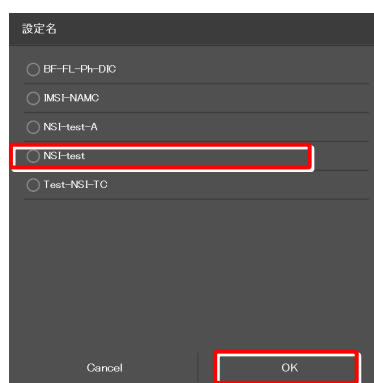 設定名
BF-FL-Ph-DIC
IMSI-NAMC
NSI-test-A
NSI-test
Test-NSI-TC
Cancel
OK